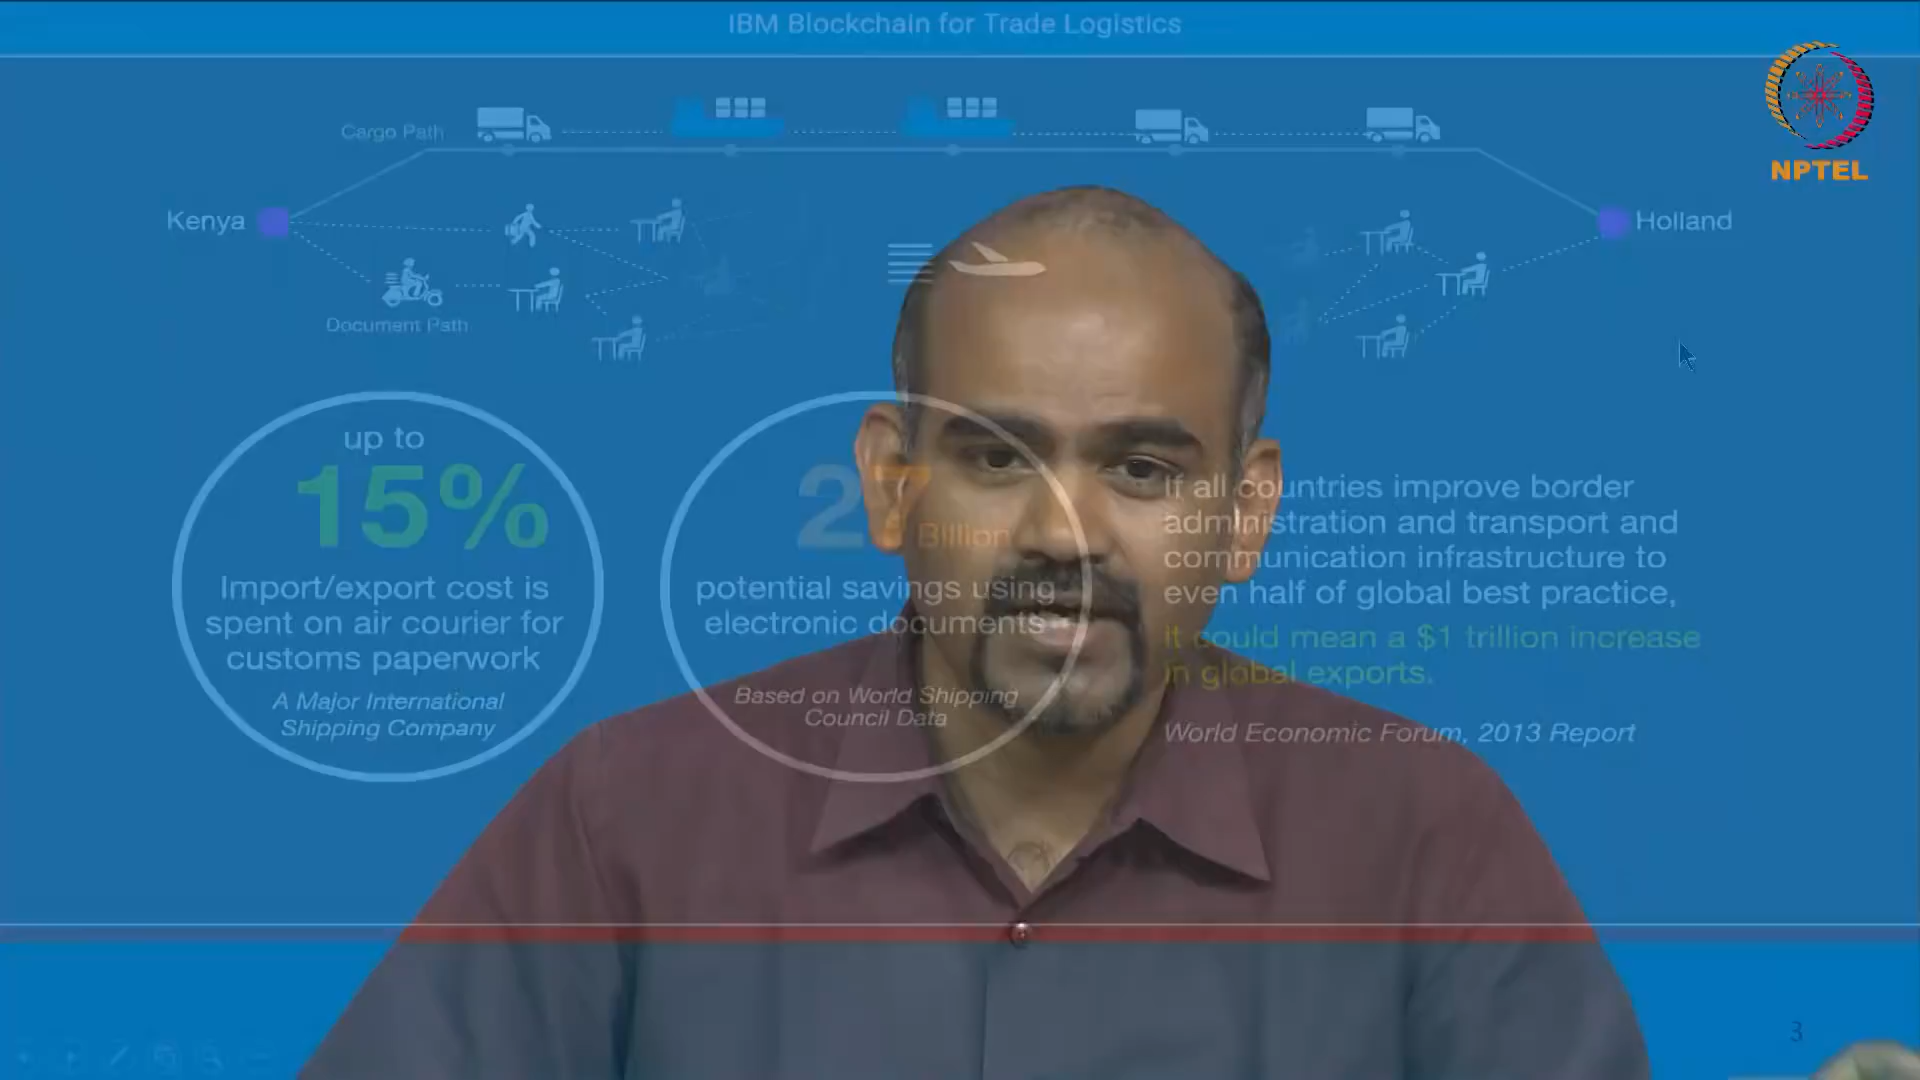 IBM Blockchain for Trade Logistics
NPTEL
Cargo Path
Kenya
Holland
Document Path
up to
15%
Import/export cost is
spent on air courier for
customs paperwork
A Major International
Shipping Company
27 Billion
potential savings using
electronic documents
Based on World Shipping
Council Data
If all countries improve border
administration and transport and
communication infrastructure to
even half of global best practice,
it could mean a $1 trillion increase
in global exports.
World Economic Forum, 2013 Report
3